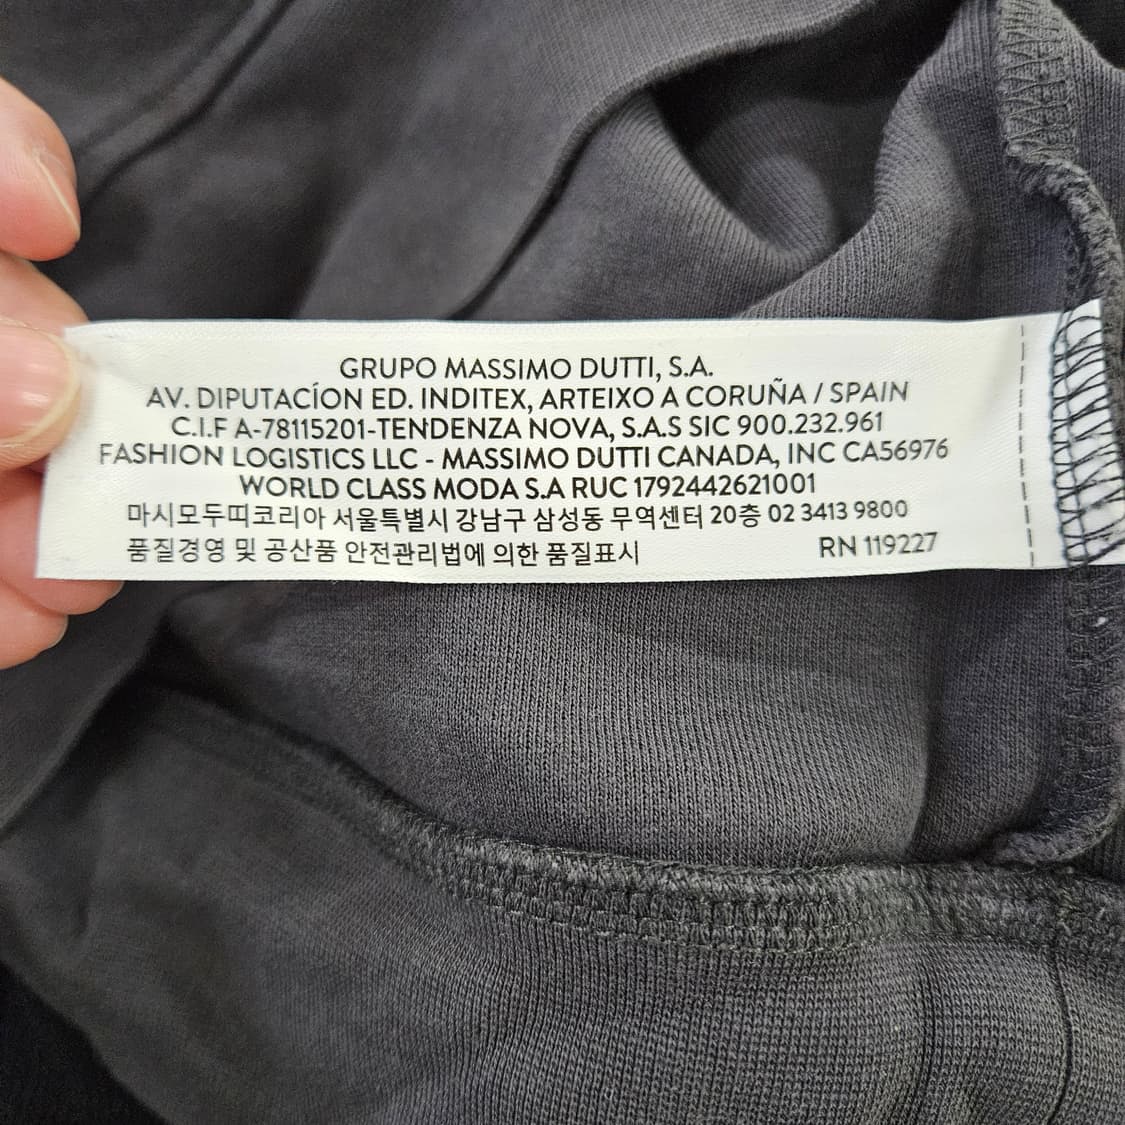 GRUPO MASSIMO DUTTI, S.A.
AV. DIPUTACÍON ED. INDITEX, ARTEIXO A CORUÑA / SPAIN
C.I.F A-78115201-TENDENZA NOVA, S.A.S SIC 900.232.961
FASHION LOGISTICS LLC - MASSIMO DUTTI CANADA, INC CA56976
WORLD CLASS MODA S.A RUC 1792442621001
마시모두띠코리아 서울특별시 강남구 삼성동 무역센터 20층 02 3413 9800
품질경영 및 공산품 안전관리법에 의한 품질표시 RN 119227